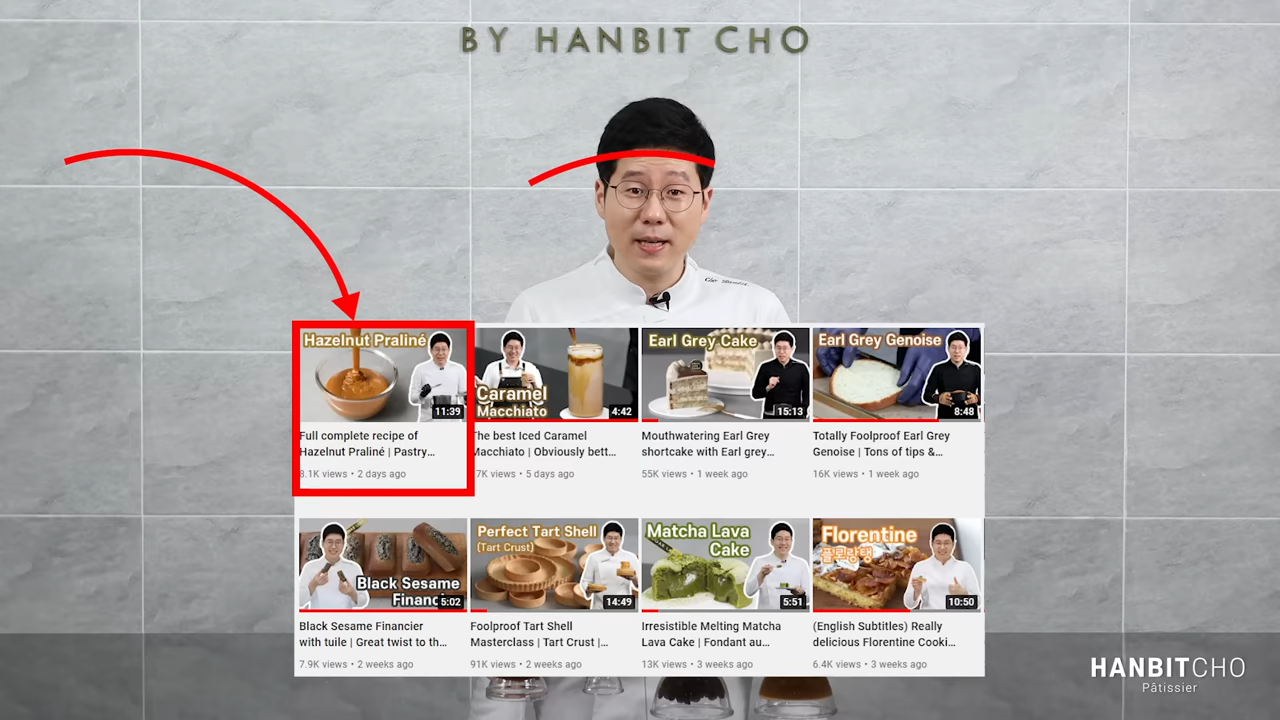 BY HANBIT CHO
Hazelnut Praliné
11:39
Full complete recipe of
Hazelnut Praliné | Pastry...
8.1K views • 2 days ago
Caramel
Macchiato
4:42
The best Iced Caramel
Macchiato | Obviously bett...
7K views • 5 days ago
Earl Grey Cake
15:13
Mouthwatering Earl Grey
shortcake with Earl grey...
55K views • 1 week ago
Earl Grey Genoise
8:48
Totally Foolproof Earl Grey
Genoise | Tons of tips &...
16K views • 1 week ago
Black Sesame
5:02
Black Sesame Financier
with tuile | Great twist to th...
7.9K views • 2 weeks ago
Perfect Tart Shell
(Tart Crust)
14:49
Foolproof Tart Shell
Masterclass | Tart Crust |...
91K views • 2 weeks ago
Matcha Lava
Cake
5:51
Irresistible Melting Matcha
Lava Cake | Fondant au...
13K views • 3 weeks ago
Florentine
플로랑탱
10:50
(English Subtitles) Really
delicious Florentine Cooki...
6.4K views • 3 weeks ago
HANBITCHO
Pâtissier